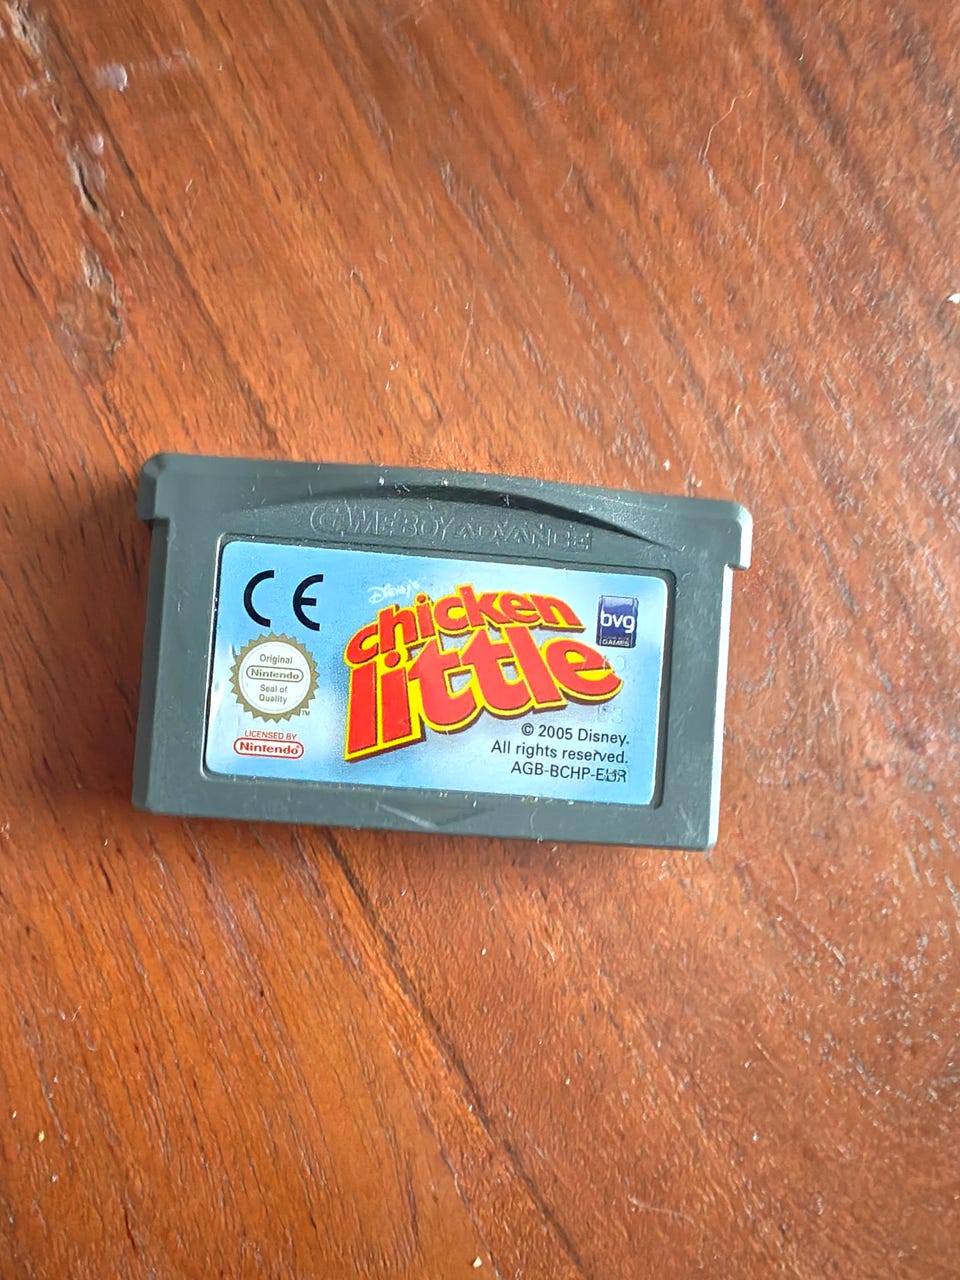 GAME BOY ADVANCE
CE
Disney's
chicken
little
bvg
GAMES
Original
Nintendo
Seal of
Quality
TM
LICENSED BY
Nintendo
© 2005 Disney.
All rights reserved.
AGB-BCHP-EUR